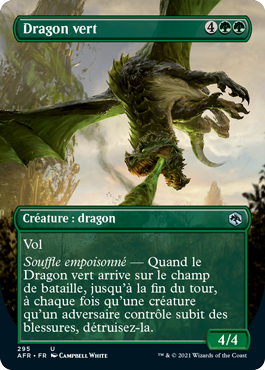 Dragon vert 4
Créature : dragon
Vol
Souffle empoisonné — Quand le
Dragon vert arrive sur le champ
de bataille, jusqu'à la fin du tour,
à chaque fois qu'une créature
qu'un adversaire contrôle subit des
blessures, détruisez-la.
4/4
295 U
AFR • FR CAMPBELL WHITE
™ & © 2021 Wizards of the Coast